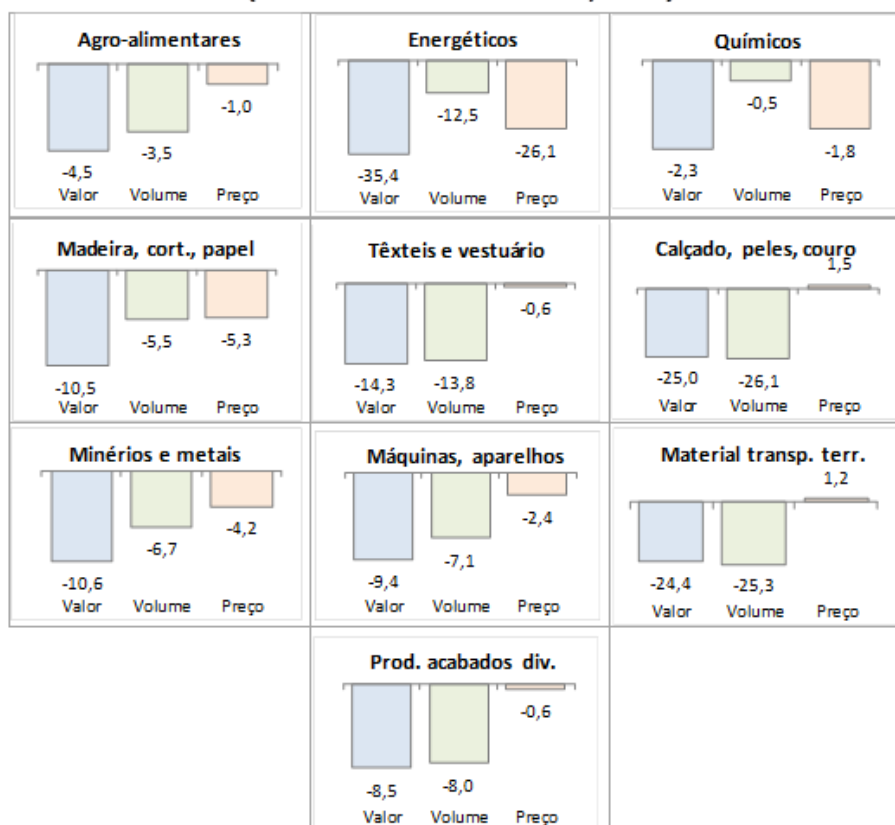 Agro-alimentares
-4,5
-3,5
-1,0
Valor Volume Preço
Energéticos
-35,4
-12,5
-26,1
Valor Volume Preço
Químicos
-2,3
-0,5
-1,8
Valor Volume Preço
Madeira, cort., papel
-10,5
-5,5
-5,3
Valor Volume Preço
Têxteis e vestuário
-14,3
-13,8
-0,6
Valor Volume Preço
Calçado, peles, couro
-25,0
-26,1
1,5
Valor Volume Preço
Minérios e metais
-10,6
-6,7
-4,2
Valor Volume Preço
Máquinas, aparelhos
-9,4
-7,1
-2,4
Valor Volume Preço
Material transp. terr.
-24,4
-25,3
1,2
Valor Volume Preço
Prod. acabados div.
-8,5
-8,0
-0,6
Valor Volume Preço